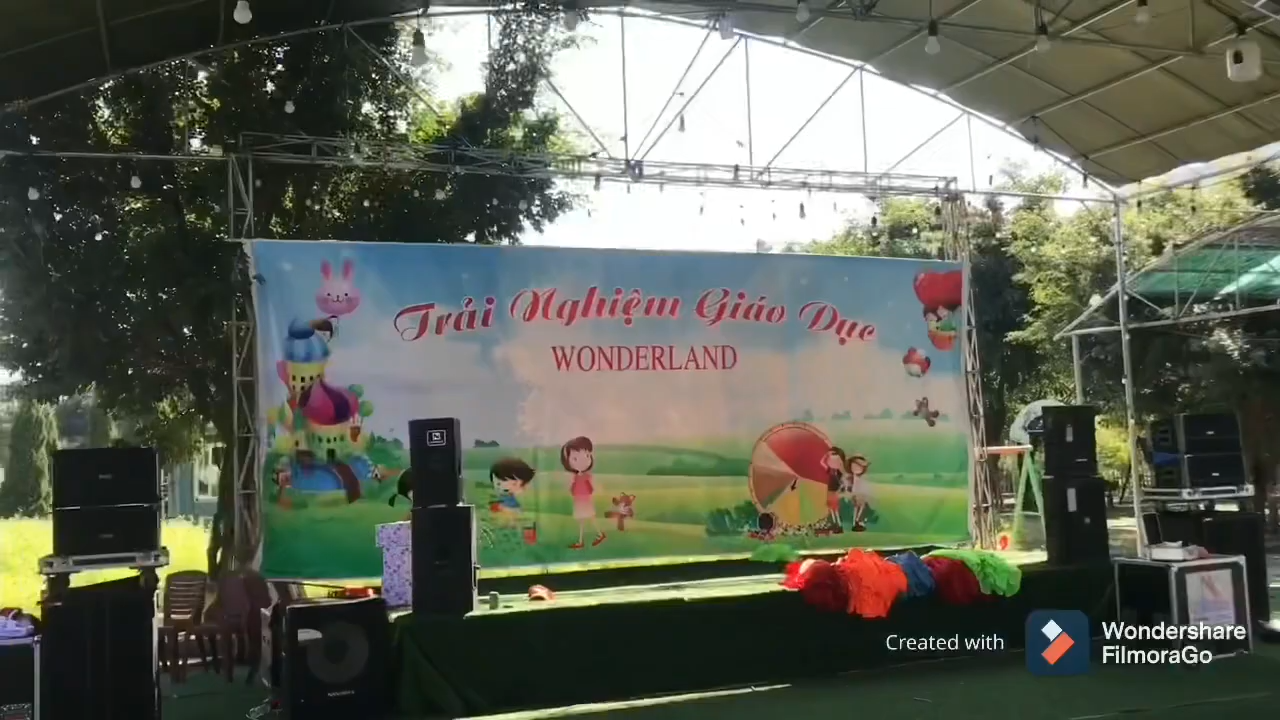 Trải Nghiệm Giáo Dục
WONDERLAND
Created with
Wondershare
FilmoraGo